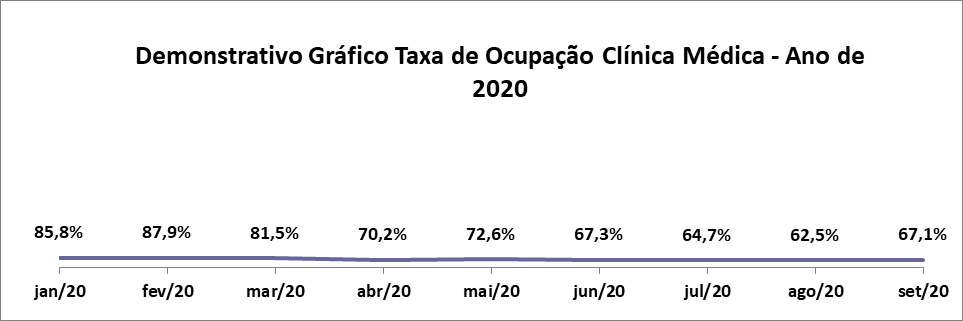 Demonstrativo Gráfico Taxa de Ocupação Clínica Médica - Ano de
2020
85,8% 87,9% 81,5% 70,2% 72,6% 67,3% 64,7% 62,5% 67,1%
jan/20 fev/20 mar/20 abr/20 mai/20 jun/20 jul/20 ago/20 set/20